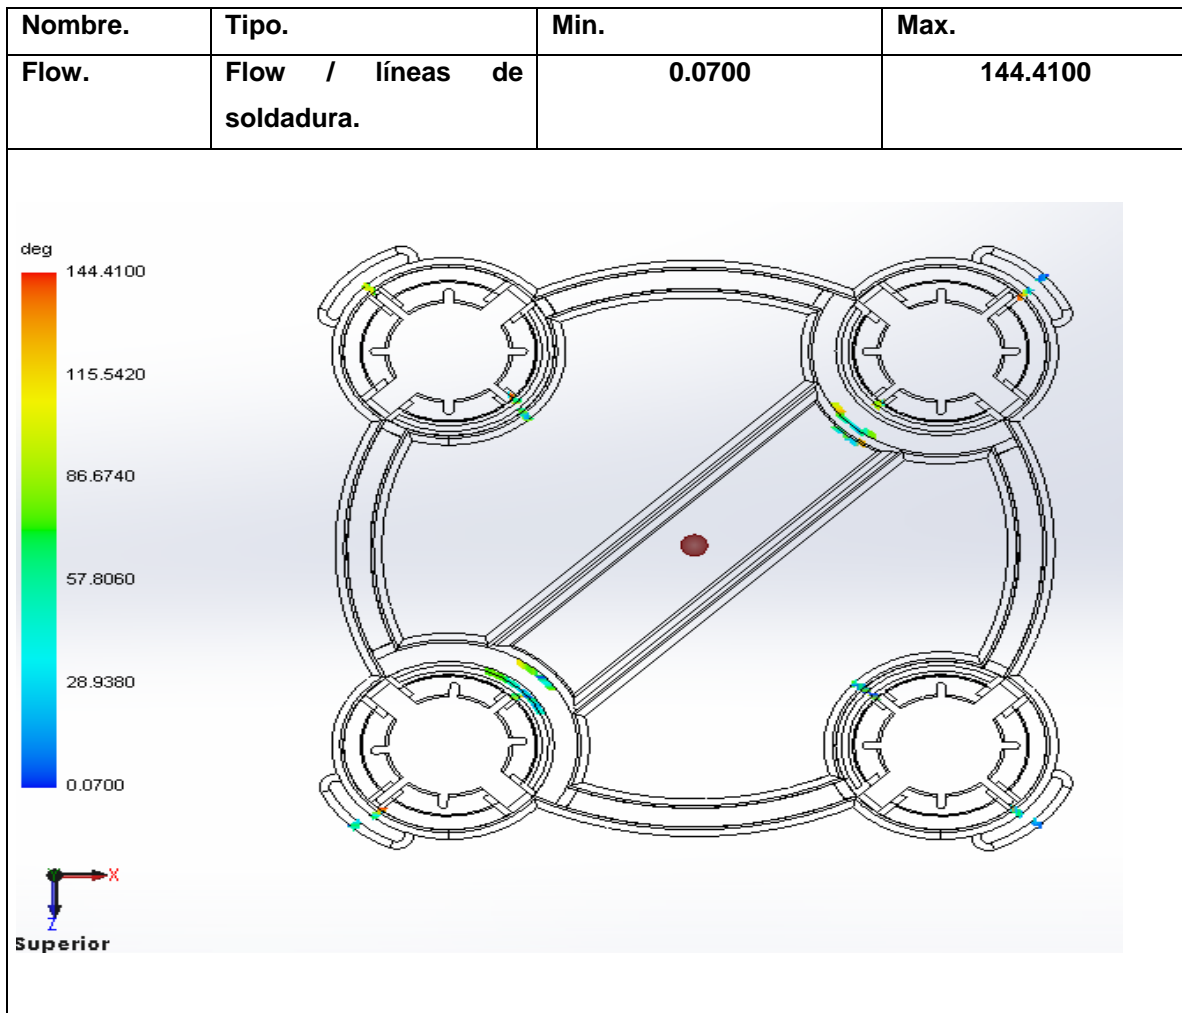 Nombre. Tipo. Min. Max.
Flow. Flow / líneas de 0.0700 144.4100
soldadura.
deg
144.4100
115.5420
86.6740
57.8060
28.9380
0.0700
X
Z
Superior